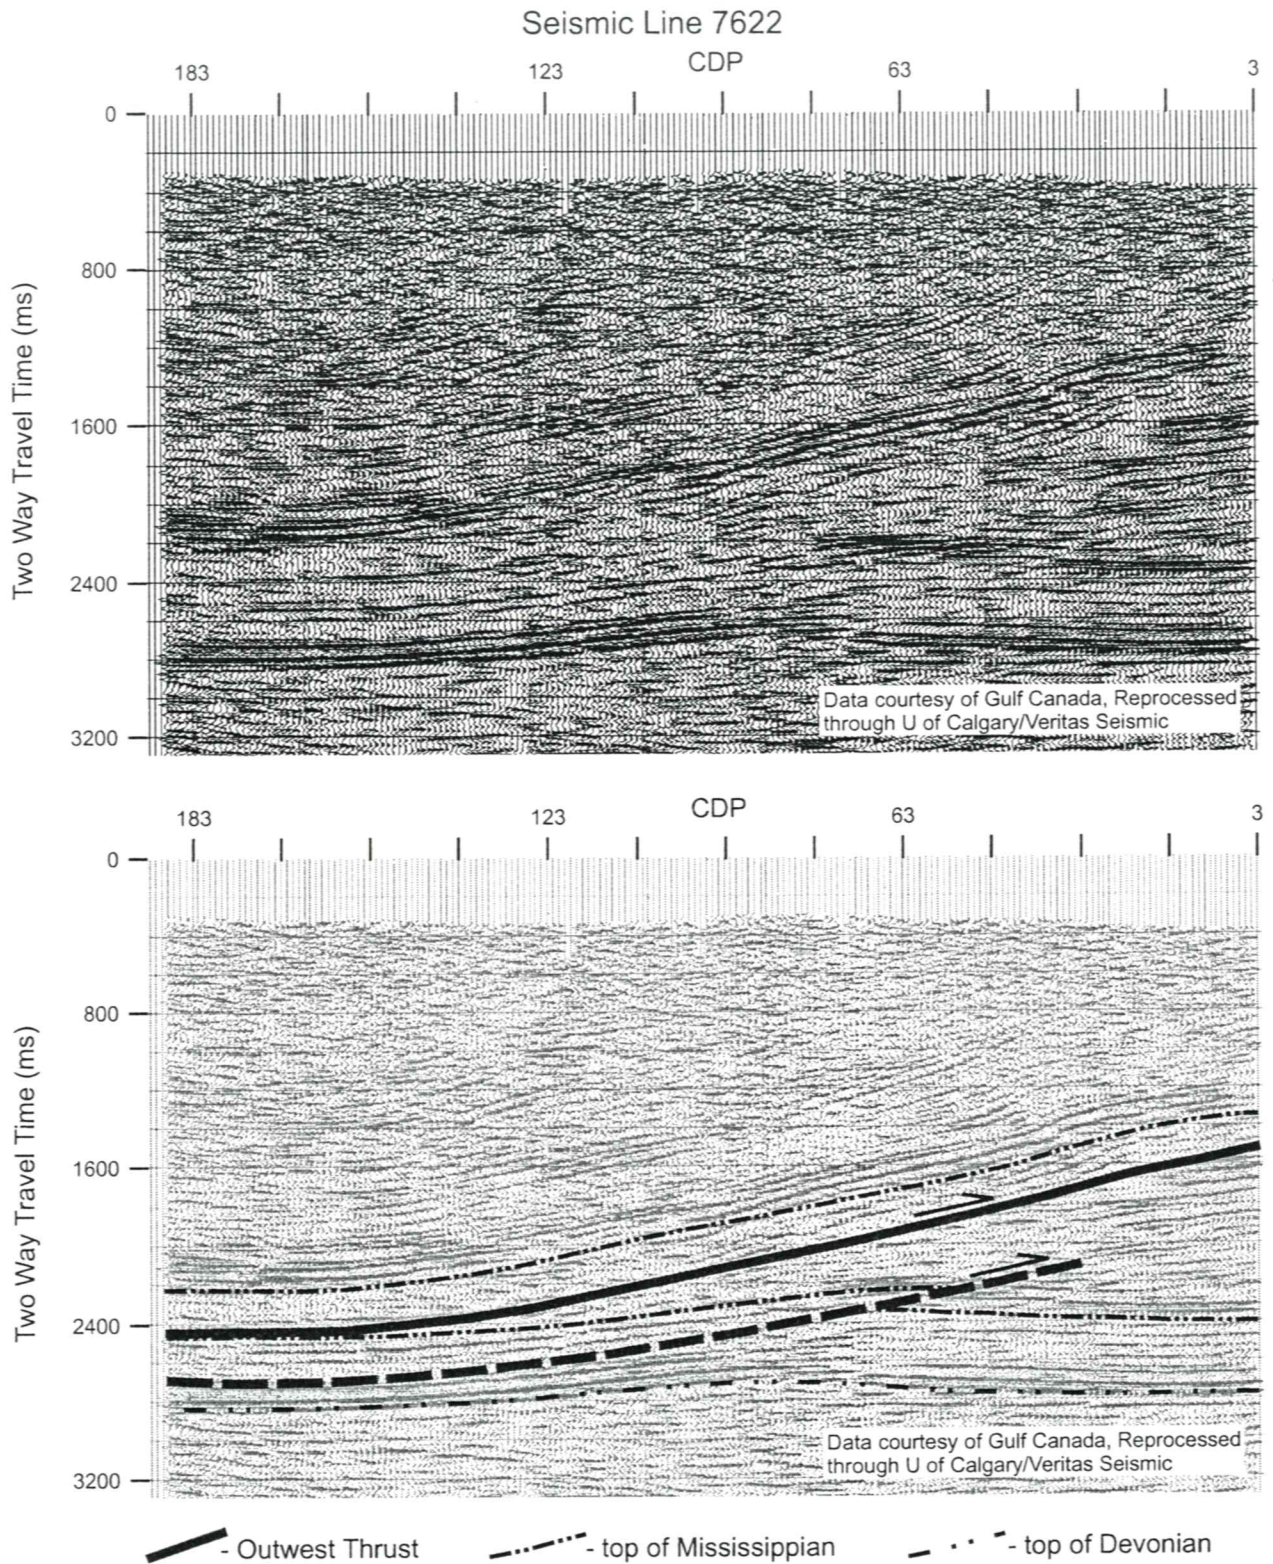 Seismic Line 7622
CDP
183 123 63 3
0
800
1600
2400
3200
Two Way Travel Time (ms)
Data courtesy of Gulf Canada, Reprocessed
through U of Calgary/Veritas Seismic
CDP
183 123 63 3
0
800
1600
2400
3200
Two Way Travel Time (ms)
Data courtesy of Gulf Canada, Reprocessed
through U of Calgary/Veritas Seismic
- Outwest Thrust - top of Mississippian - top of Devonian